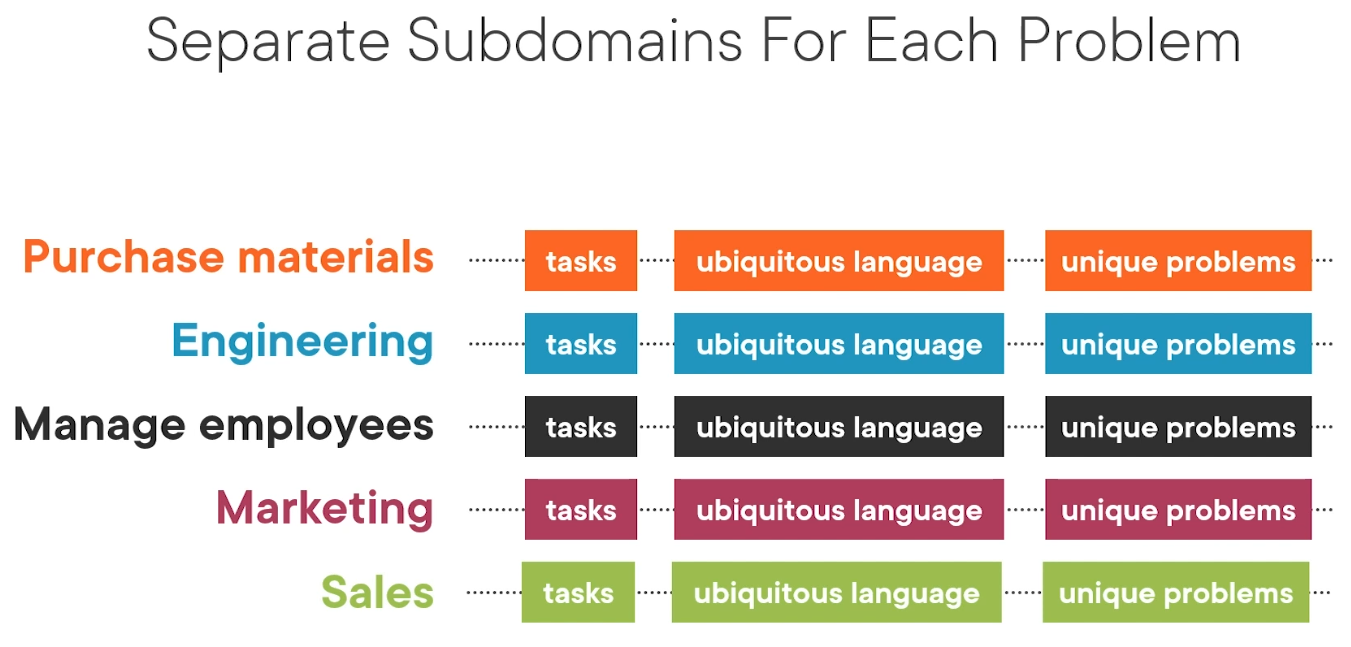 Separate Subdomains For Each Problem
Purchase materials tasks ubiquitous language unique problems
Engineering tasks ubiquitous language unique problems
Manage employees tasks ubiquitous language unique problems
Marketing tasks ubiquitous language unique problems
Sales tasks ubiquitous language unique problems